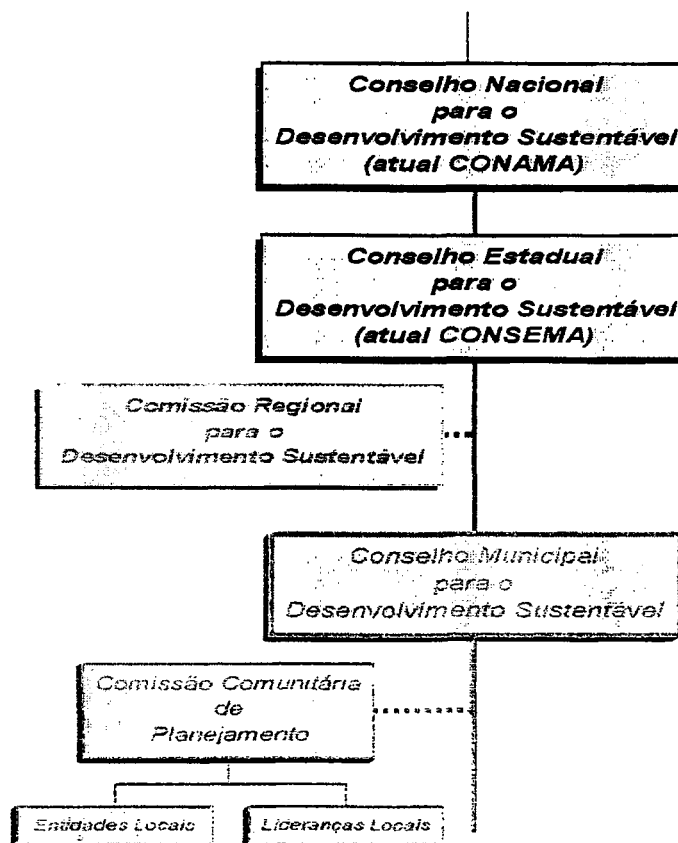 Conselho Nacional
para o
Desenvolvimento Sustentável
(atual CONAMA)
Conselho Estadual
para o
Desenvolvimento Sustentável
(atual CONSEMA)
Comissão Regional
para o
Desenvolvimento Sustentável
Conselho Municipal
para o
Desenvolvimento Sustentável
Comissão Comunitária
de
Planejamento
Entidades Locais
Lideranças Locais